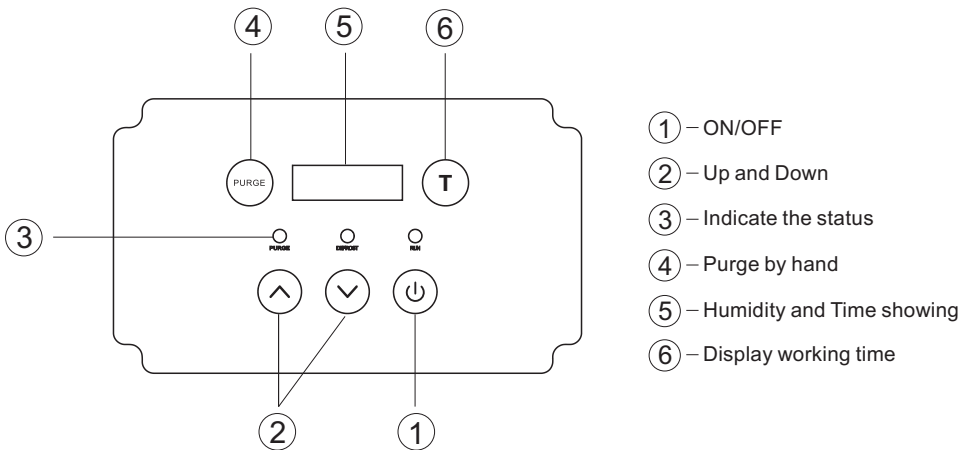 4 5 6
PURGE T
3
PURGE DEFROST RUN
2 1
1 – ON/OFF
2 – Up and Down
3 – Indicate the status
4 – Purge by hand
5 – Humidity and Time showing
6 – Display working time